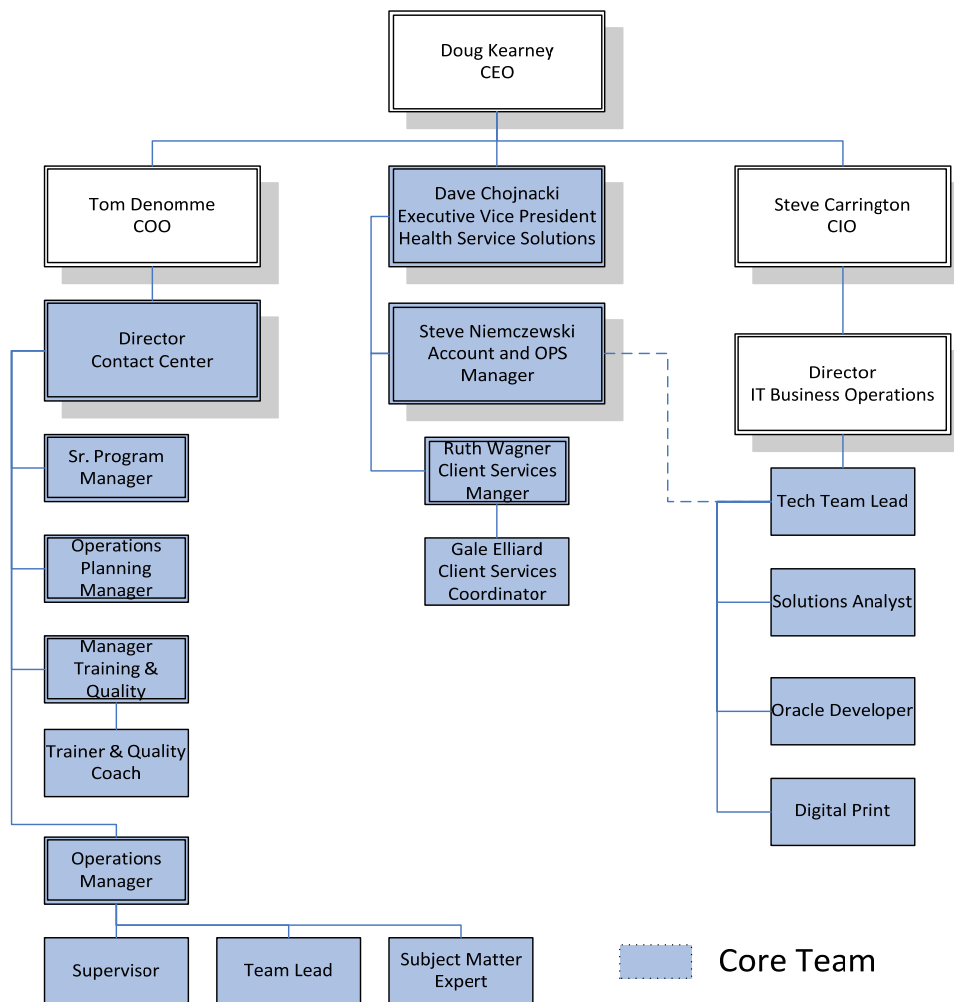 Doug Kearney
CEO
Tom Denomme
COO
Dave Chojnacki
Executive Vice President
Health Service Solutions
Steve Carrington
CIO
Director
Contact Center
Steve Niemczewski
Account and OPS
Manager
Director
IT Business Operations
Sr. Program
Manager
Ruth Wagner
Client Services
Manger
Tech Team Lead
Operations
Planning
Manager
Gale Elliard
Client Services
Coordinator
Solutions Analyst
Manager
Training &
Quality
Oracle Developer
Trainer & Quality
Coach
Digital Print
Operations
Manager
Supervisor
Team Lead
Subject Matter
Expert
Core Team